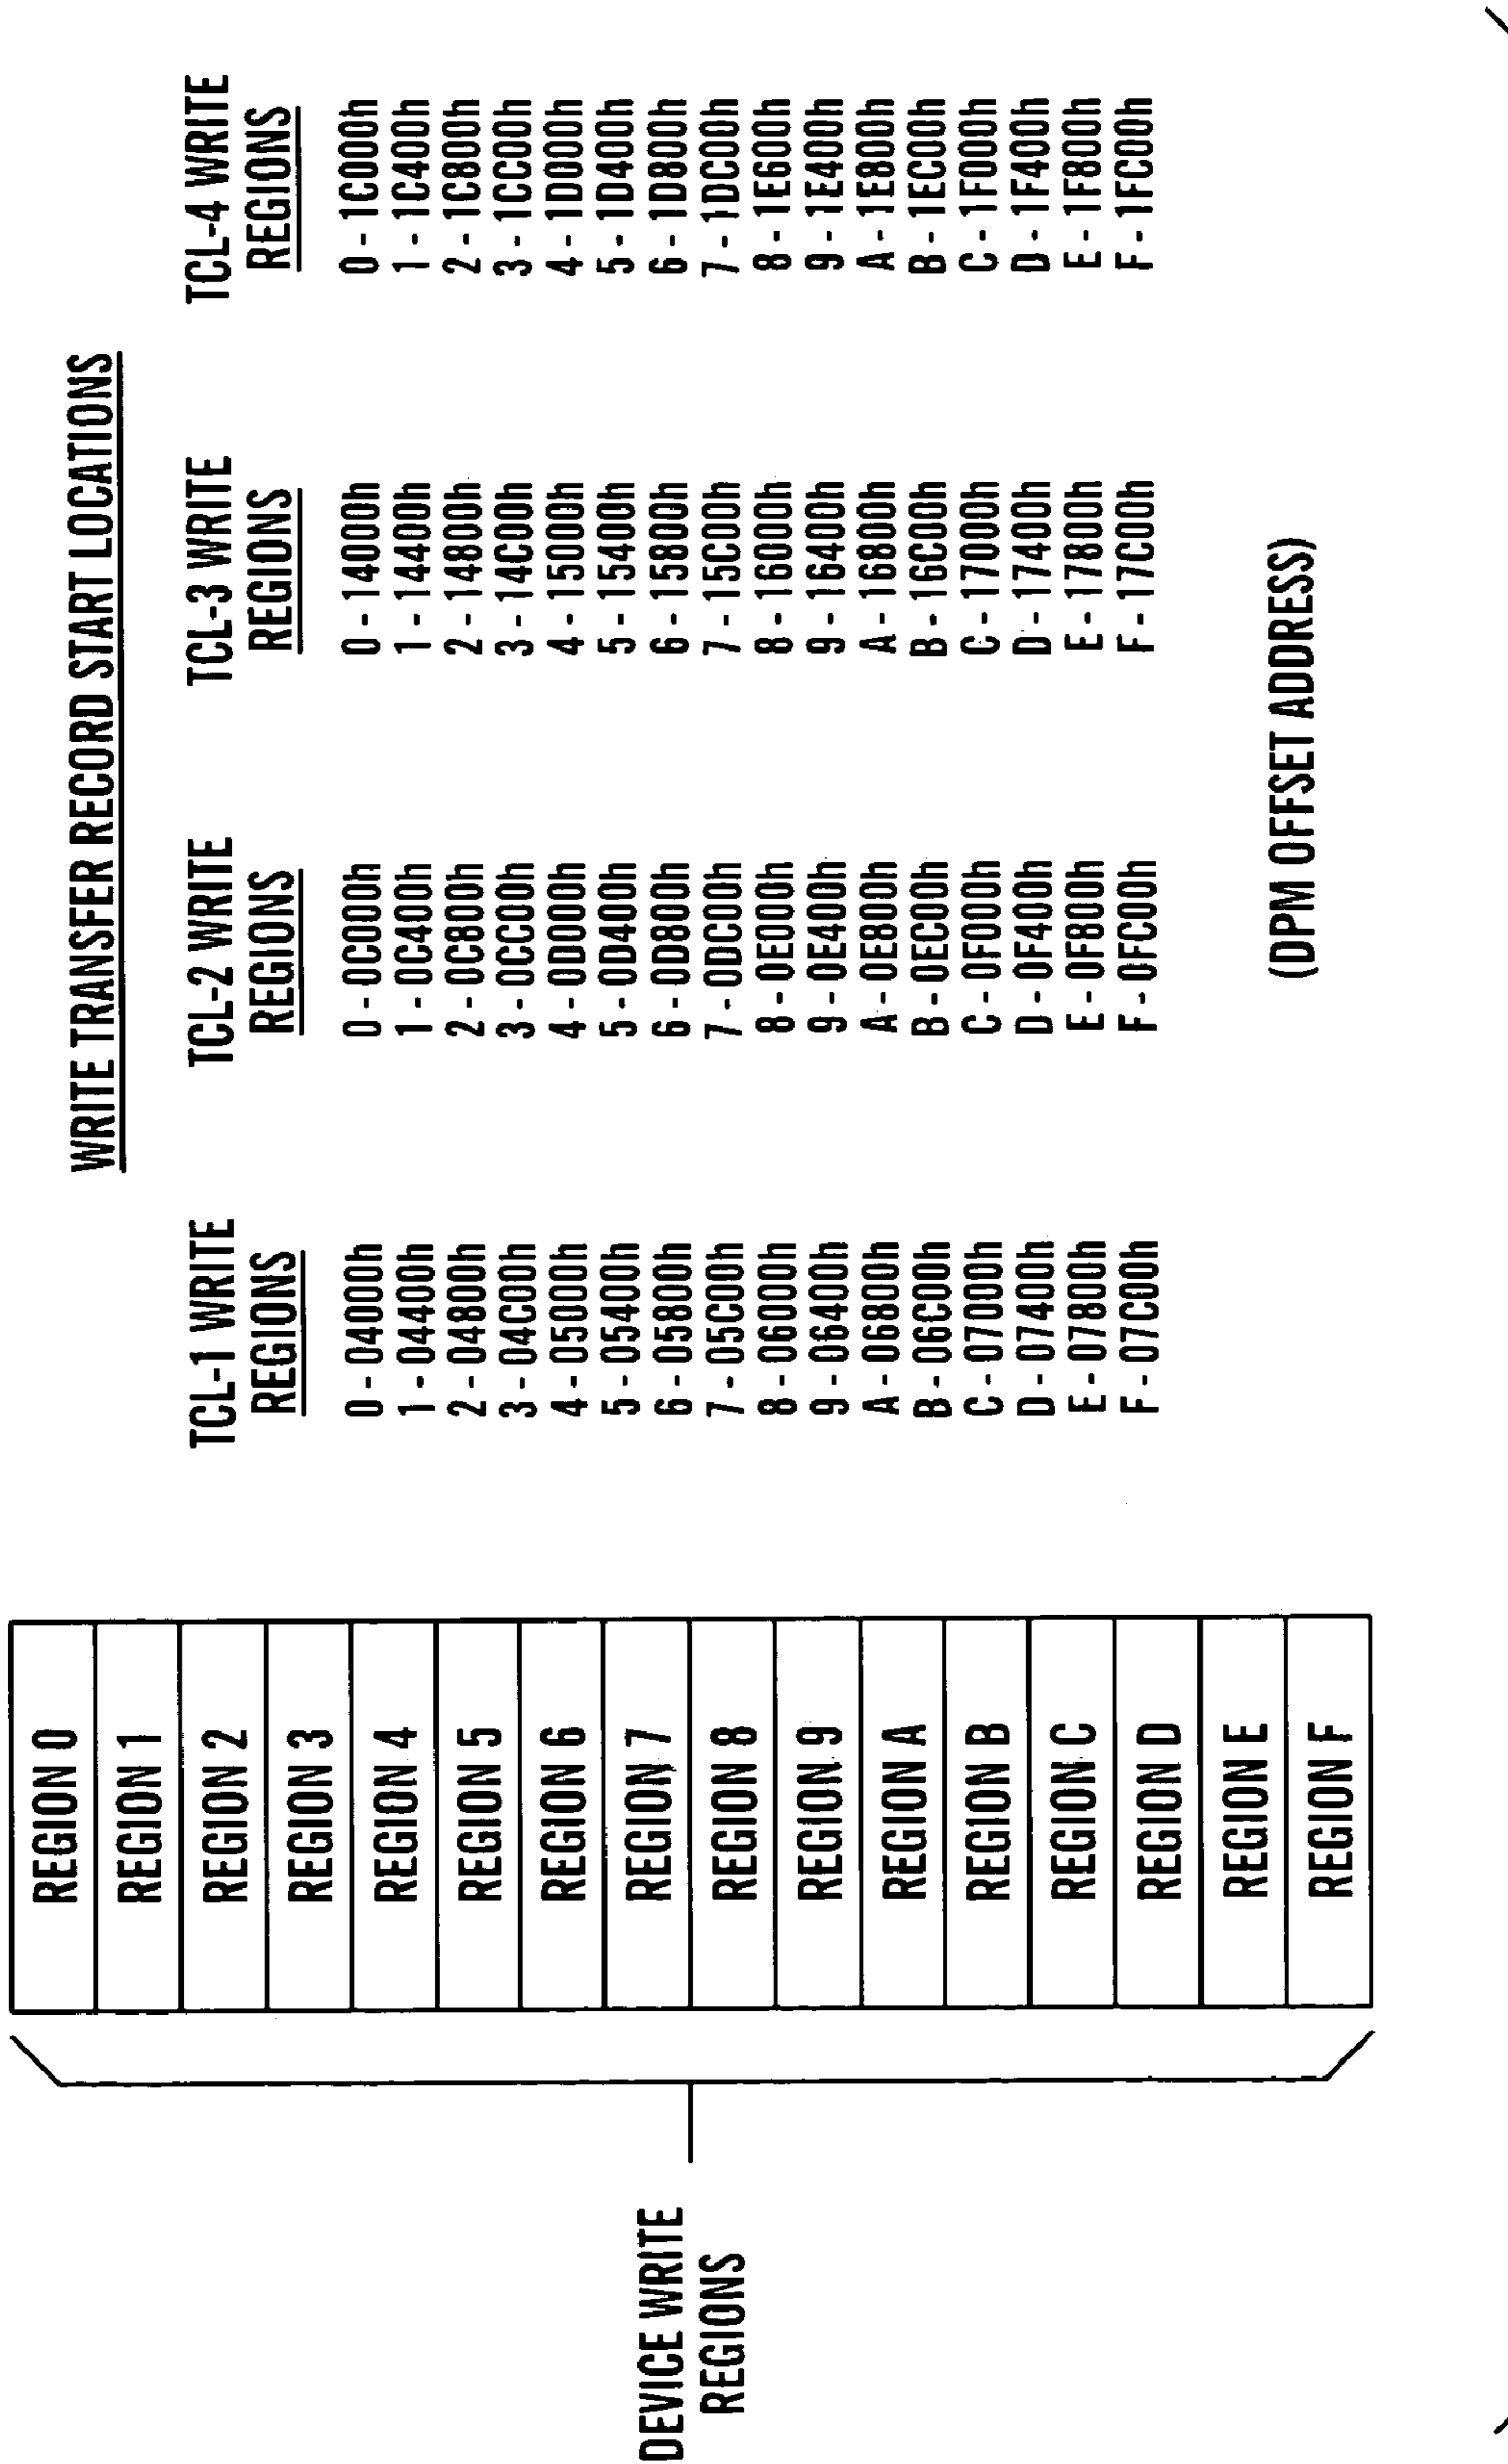 DEVICE WRITE
REGIONS
REGION 0
REGION 1
REGION 2
REGION 3
REGION 4
REGION 5
REGION 6
REGION 7
REGION 8
REGION 9
REGION A
REGION B
REGION C
REGION D
REGION E
REGION F
WRITE TRANSFER RECORD START LOCATIONS
TCL-1 WRITE
REGIONS
0 - 04000h
1 - 04400h
2 - 04800h
3 - 04C00h
4 - 05000h
5 - 05400h
6 - 05800h
7 - 05C00h
8 - 06000h
9 - 06400h
A - 06800h
B - 06C00h
C - 07000h
D - 07400h
E - 07800h
F - 07C00h
TCL-2 WRITE
REGIONS
0 - 0C000h
1 - 0C400h
2 - 0C800h
3 - 0CC00h
4 - 0D000h
5 - 0D400h
6 - 0D800h
7 - 0DC00h
8 - 0E000h
9 - 0E400h
A - 0E800h
B - 0EC00h
C - 0F000h
D - 0F400h
E - 0F800h
F - 0FC00h
TCL-3 WRITE
REGIONS
0 - 14000h
1 - 14400h
2 - 14800h
3 - 14C00h
4 - 15000h
5 - 15400h
6 - 15800h
7 - 15C00h
8 - 16000h
9 - 16400h
A - 16800h
B - 16C00h
C - 17000h
D - 17400h
E - 17800h
F - 17C00h
TCL-4 WRITE
REGIONS
0 - 1C000h
1 - 1C400h
2 - 1C800h
3 - 1CC00h
4 - 1D000h
5 - 1D400h
6 - 1D800h
7 - 1DC00h
8 - 1E600h
9 - 1E400h
A - 1E800h
B - 1EC00h
C - 1F000h
D - 1F400h
E - 1F800h
F - 1FC00h
(DPM OFFSET ADDRESS)